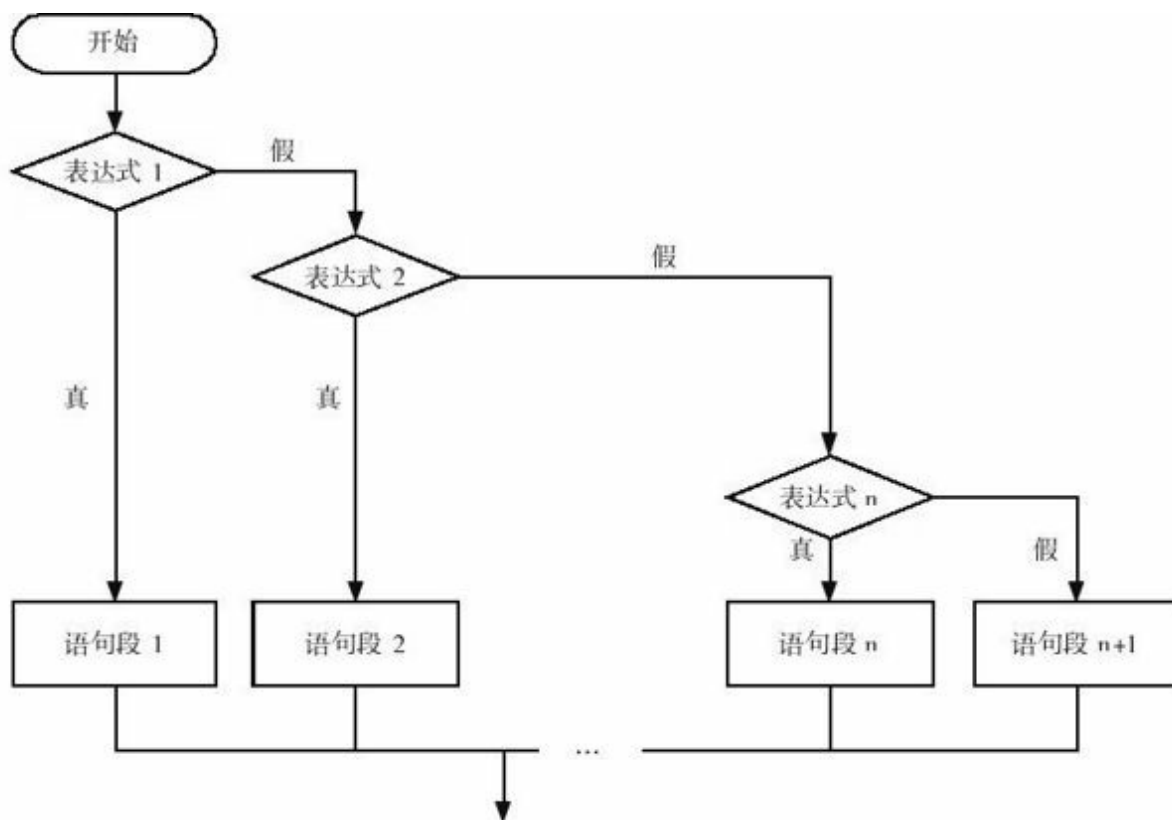 开始
表达式 1
假
表达式 2
假
真
真
表达式 n
真
假
语句段 1
语句段 2
语句段 n
语句段 n+1
...